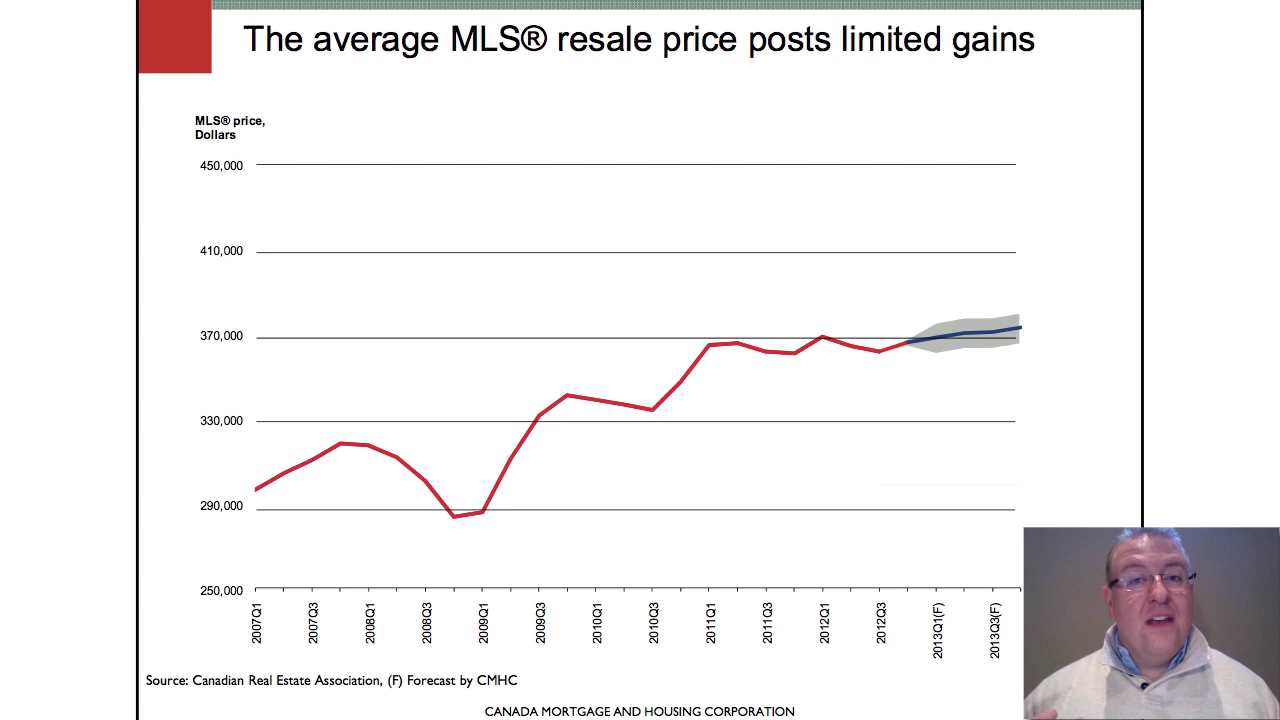 The average MLS® resale price posts limited gains
MLS® price,
Dollars
450,000
410,000
370,000
330,000
290,000
250,000
2007Q1
2007Q3
2008Q1
2008Q3
2009Q1
2009Q3
2010Q1
2010Q3
2011Q1
2011Q3
2012Q1
2012Q3
2013Q1(F)
2013Q3(F)
Source: Canadian Real Estate Association, (F) Forecast by CMHC
CANADA MORTGAGE AND HOUSING CORPORATION